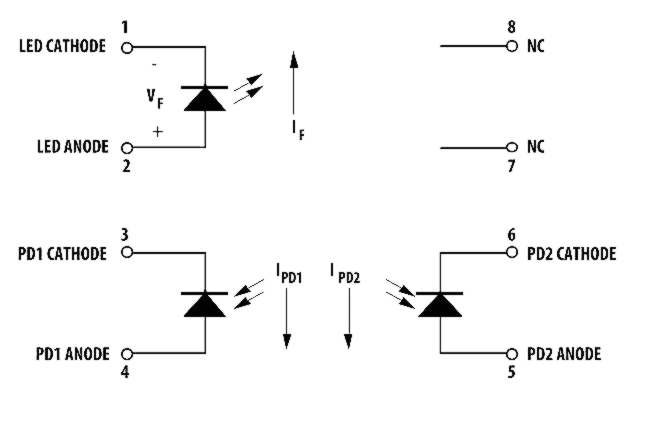 1
LED CATHODE
-
V F
+
LED ANODE
2
I F
8
NC
NC
7
3
PD1 CATHODE
PD1 ANODE
4
I PD1
I PD2
6
PD2 CATHODE
PD2 ANODE
5